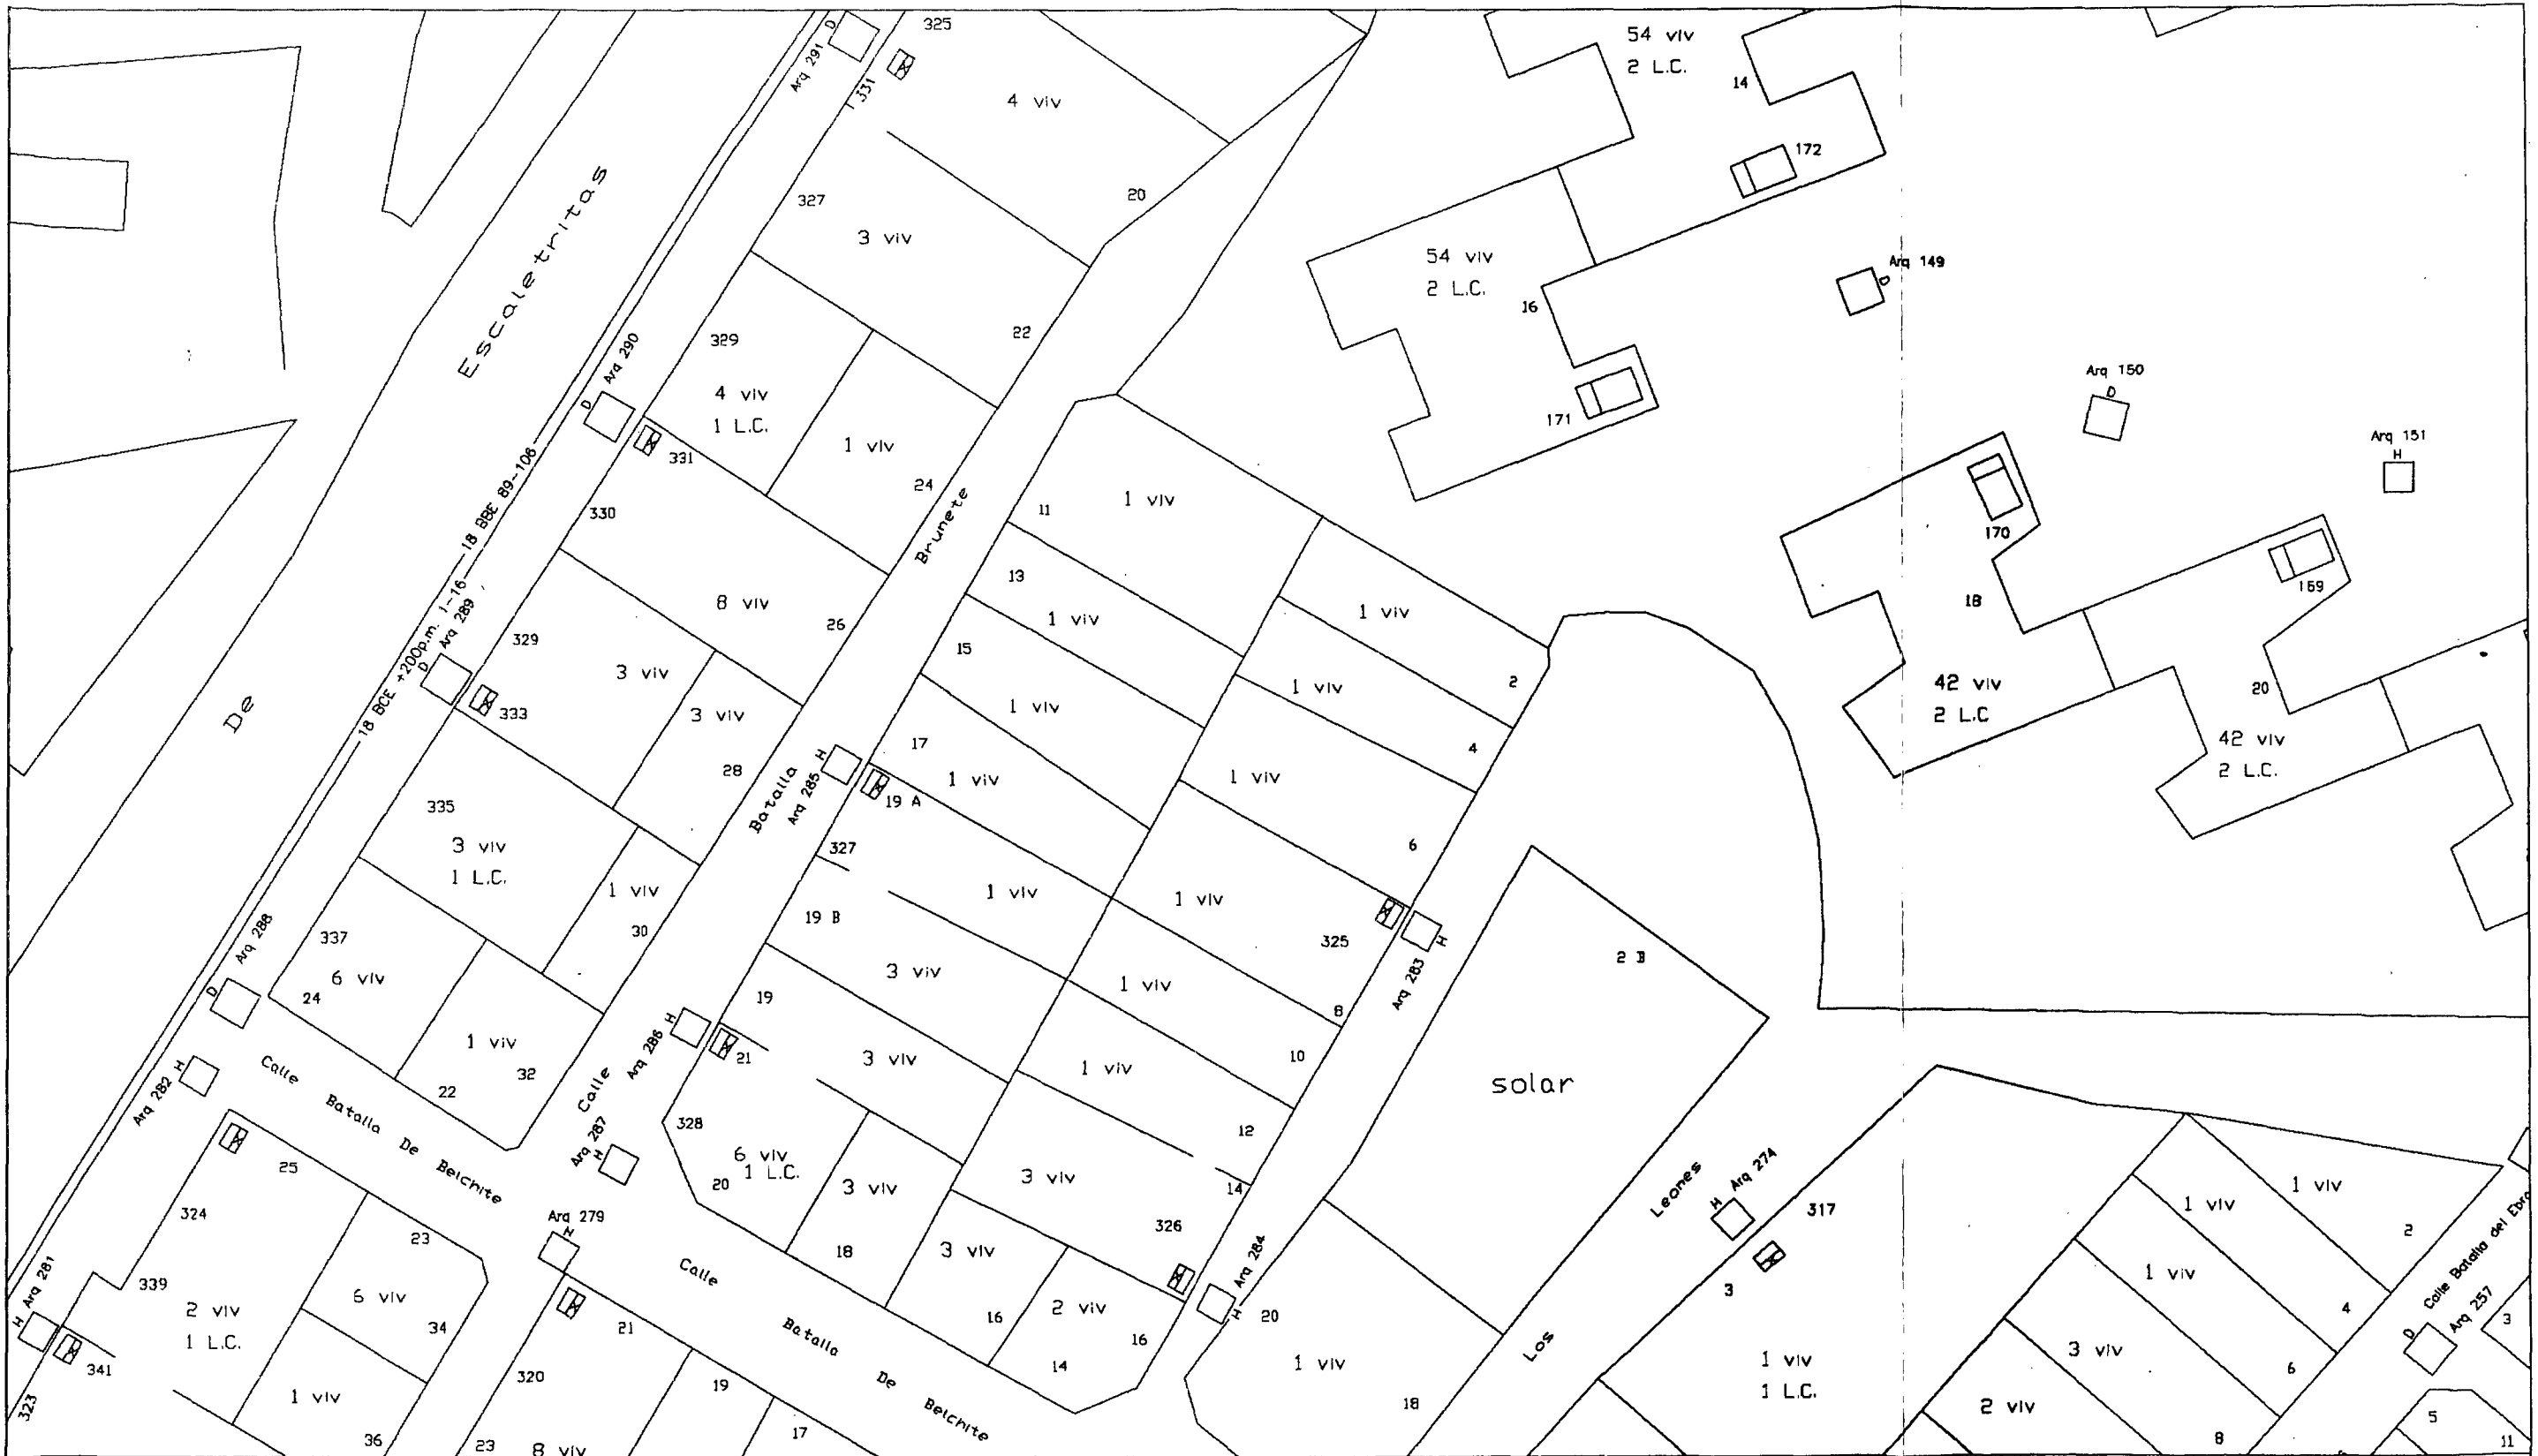 325
D
Arq 291
331
4 viv
54 viv
2 L.C.
14
172
Escaletritas
327
3 viv
20
54 viv
2 L.C.
16
Arq 149
D
22
329
4 viv
1 L.C.
Arq 290
D
331
1 viv
24
171
Arq 150
D
Arq 151
H
18 BBE 89-106
330
Brunete
11
1 viv
170
169
18 BCE +200p.m. 1-16
Arq 289
D
8 viv
26
13
1 viv
1 viv
18
329
3 viv
15
2
333
3 viv
1 viv
1 viv
42 viv
2 L.C
20
De
28
17
4
42 viv
2 L.C.
Batalla
Arq 285
H
1 viv
1 viv
335
19 A
3 viv
1 L.C.
327
6
1 viv
1 viv
1 viv
Arq 288
D
337
30
19 B
325
H
Arq 283
2 B
6 viv
24
3 viv
1 viv
19
8
Arq 286
H
1 viv
32
22
21
3 viv
1 viv
10
solar
Arq 282
H
Calle
Batalla
De
Belchite
Calle
Arq 287
H
328
12
25
6 viv
1 L.C.
20
3 viv
3 viv
14
Leones
Arq 274
H
317
1 viv
1 viv
324
Arq 279
H
23
18
326
3 viv
Arq 284
H
2
Calle Batalla del Ebro
Arq 281
H
339
6 viv
Calle
1 viv
3
2 viv
1 L.C.
34
21
16
2 viv
16
20
4
Arq 257
D
3
341
Batalla
14
Los
1 viv
1 viv
1 L.C.
3 viv
6
323
1 viv
320
19
De
Belchite
18
2 viv
5
36
23
8 viv
17
8
11